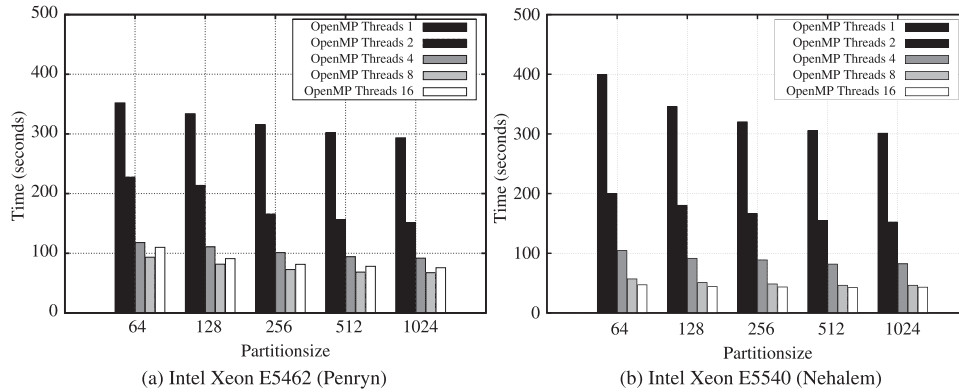 500
400
300
200
100
0
Time (seconds)
OpenMP Threads 1
OpenMP Threads 2
OpenMP Threads 4
OpenMP Threads 8
OpenMP Threads 16
64 128 256 512 1024
Partitionsize
(a) Intel Xeon E5462 (Penryn)
500
400
300
200
100
0
Time (seconds)
OpenMP Threads 1
OpenMP Threads 2
OpenMP Threads 4
OpenMP Threads 8
OpenMP Threads 16
64 128 256 512 1024
Partitionsize
(b) Intel Xeon E5540 (Nehalem)